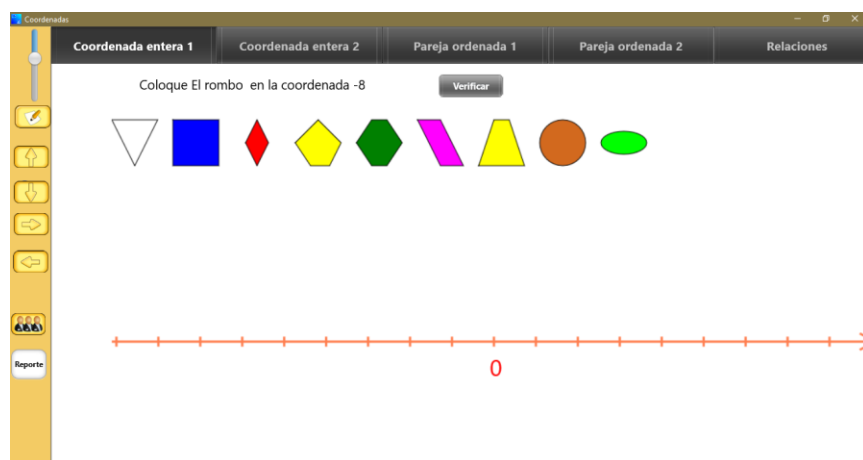 Coordenadas
Coordenada entera 1 Coordenada entera 2 Pareja ordenada 1 Pareja ordenada 2 Relaciones
Coloque El rombo en la coordenada -8 Verificar
0
Reporte